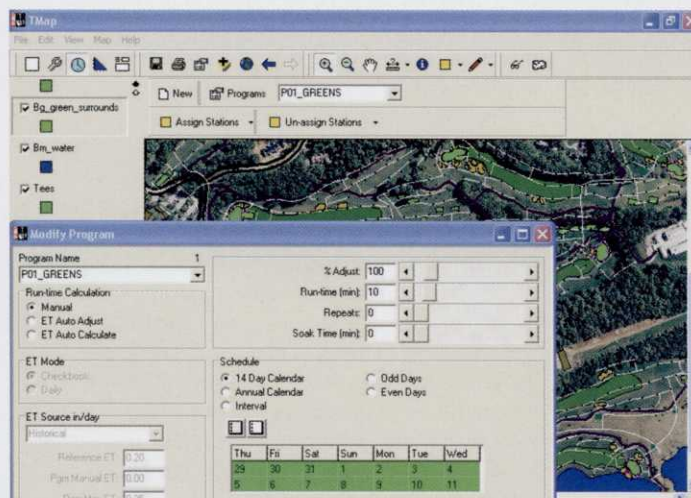 TMap
File Edit View Map Help
Bg_green_surrounds
New Programs P01_GREENS
Assign Stations Un-assign Stations
Bm_water
Tees
Modify Program
Program Name 1
P01_GREENS
Run-time Calculation
Manual
ET Auto Adjust
ET Auto Calculate
% Adjust: 100
Run-time (min): 10
Repeats: 0
Soak Time (min): 0
ET Mode
Checkbook
Daily
Schedule
14 Day Calendar Odd Days
Annual Calendar Even Days
Interval
ET Source in/day
Historical
Reference ET: 0.20
Pgm Manual ET: 0.00
Thu Fri Sat Sun Mon Tue Wed
29 30 31 1 2 3 4
5 6 7 8 9 10 11